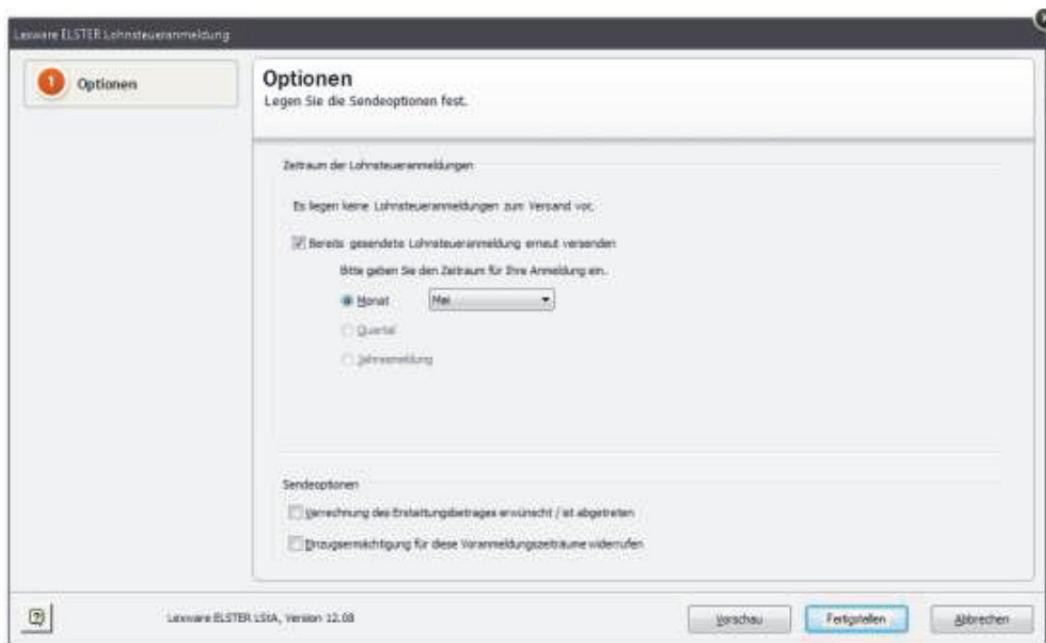 Lexware ELSTER Lohnsteueranmeldung
1 Optionen
Optionen
Legen Sie die Sendeoptionen fest.
Zeitraum der Lohnsteueranmeldungen
Es liegen keine Lohnsteueranmeldungen zum Versand vor.
Bereits gesendete Lohnsteueranmeldung erneut versenden
Bitte geben Sie den Zeitraum für Ihre Anmeldung ein.
Monat Mai
Quartal
Jahresmeldung
Sendeoptionen
Verrechnung des Erstattungsbetrages erwünscht / ist abgetreten
Einzugsermächtigung für diese Voranmeldungszeiträume widerrufen
Lexware ELSTER LStA, Version 12.08
Vorschau Fertigstellen Abbrechen